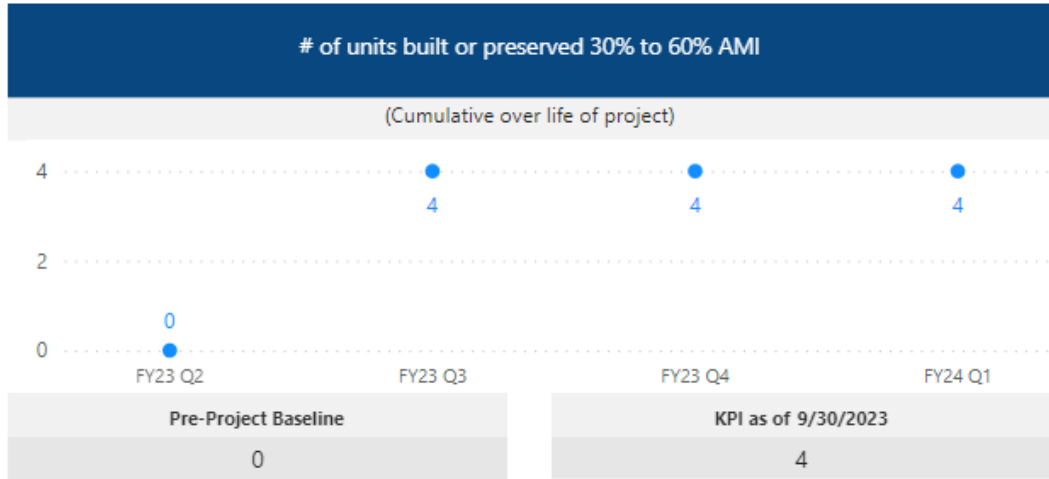 # of units built or preserved 30% to 60% AMI
(Cumulative over life of project)
4
4 4 4
2
0
0
FY23 Q2 FY23 Q3 FY23 Q4 FY24 Q1
Pre-Project Baseline KPI as of 9/30/2023
0 4